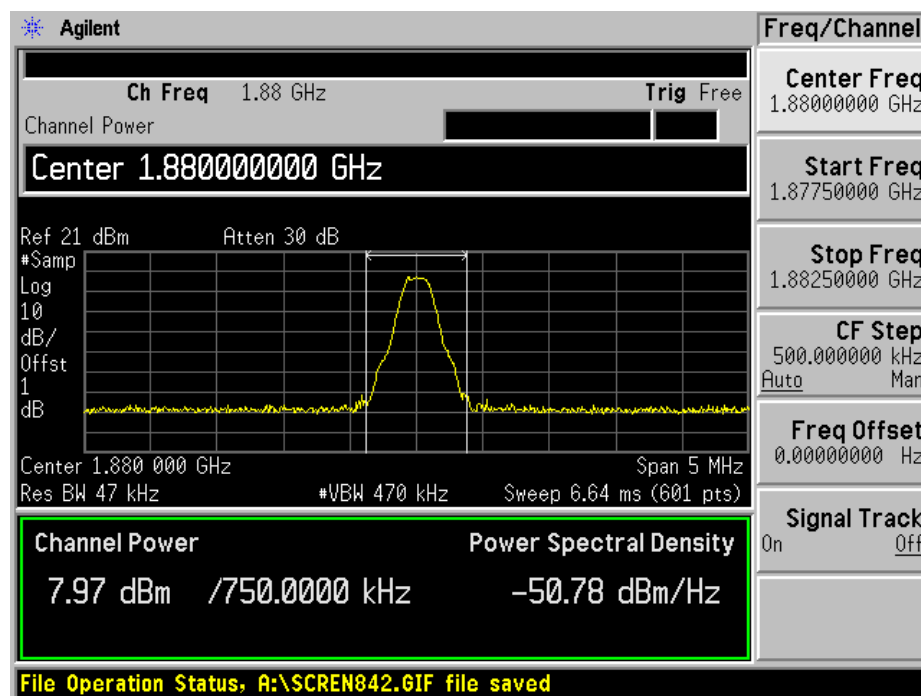 Agilent
Freq/Channel
Ch Freq 1.88 GHz Trig Free
Channel Power
Center 1.880000000 GHz
Ref 21 dBm Atten 30 dB
#Samp
Log
10
dB/
Offst
1
dB
Center 1.880 000 GHz Span 5 MHz
Res BW 47 kHz #VBW 470 kHz Sweep 6.64 ms (601 pts)
Channel Power Power Spectral Density
7.97 dBm /750.0000 kHz -50.78 dBm/Hz
File Operation Status, A:\SCREN842.GIF file saved
Center Freq
1.88000000 GHz
Start Freq
1.87750000 GHz
Stop Freq
1.88250000 GHz
CF Step
500.000000 kHz
Auto Man
Freq Offset
0.00000000 Hz
Signal Track
On Off